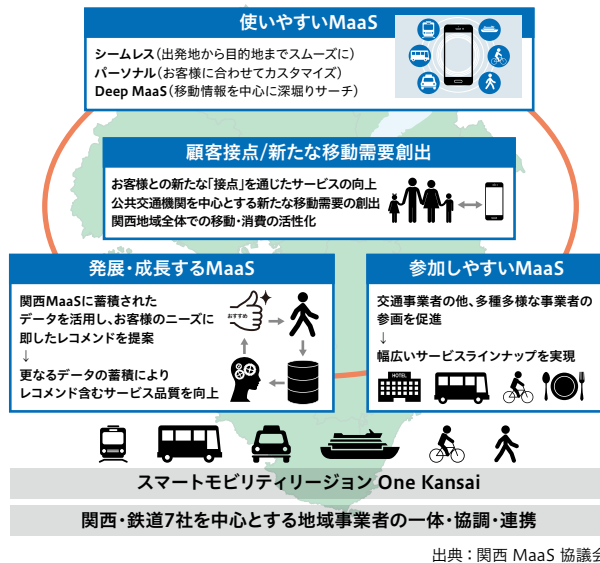 使いやすいMaaS
シームレス（出発地から目的地までスムーズに）
パーソナル（お客様に合わせてカスタマイズ）
Deep MaaS（移動情報を中心に深堀りサーチ）
顧客接点/新たな移動需要創出
お客様との新たな「接点」を通じたサービスの向上
公共交通機関を中心とする新たな移動需要の創出
関西地域全体での移動・消費の活性化
発展・成長するMaaS
関西MaaSに蓄積された
データを活用し、お客様のニーズに
即したレコメンドを提案
↓
更なるデータの蓄積により
レコメンド含むサービス品質を向上
おすすめ
参加しやすいMaaS
交通事業者の他、多種多様な事業者の
参画を促進
↓
幅広いサービスラインナップを実現
HOTEL
スマートモビリティリージョン One Kansai
関西・鉄道7社を中心とする地域事業者の一体・協調・連携
出典：関西 MaaS 協議会